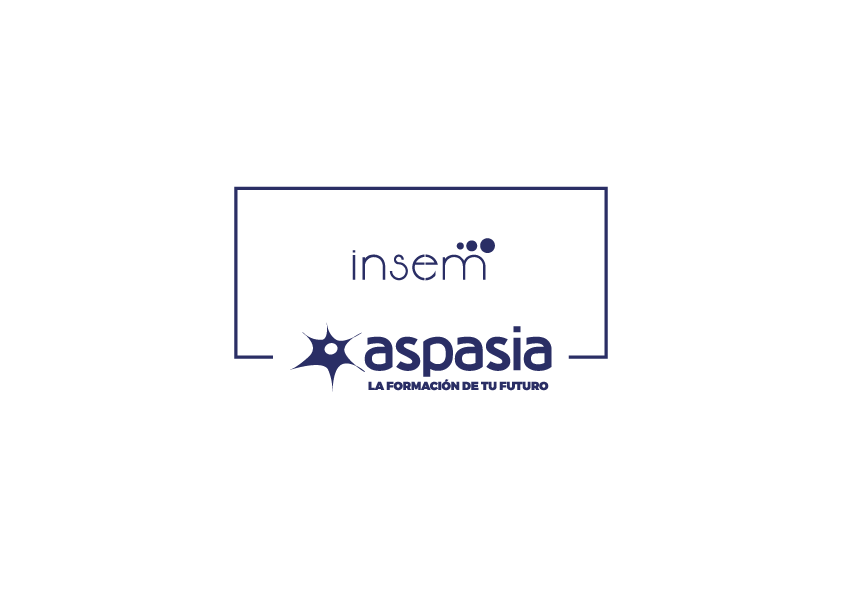 insem
aspasia
LA FORMACIÓN DE TU FUTURO